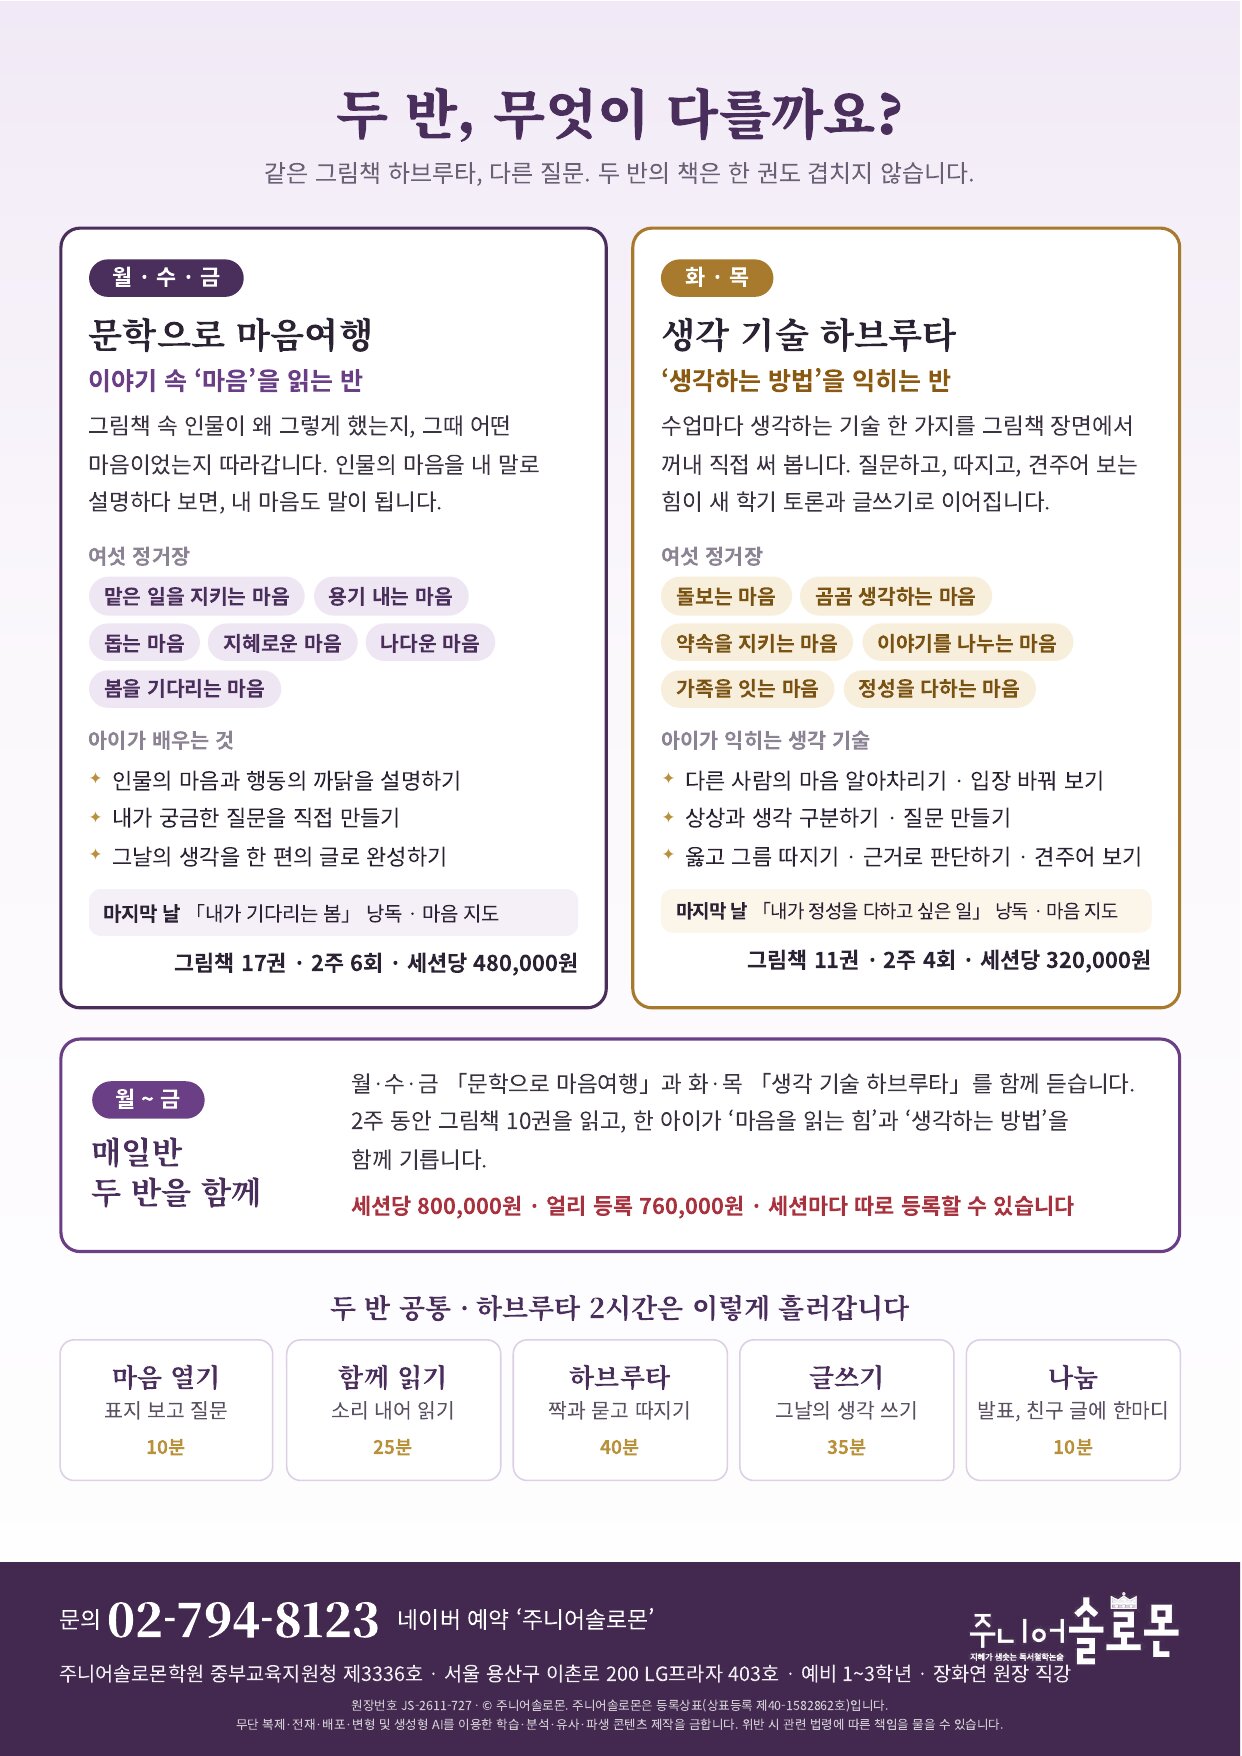 두 반, 무엇이 다를까요?
같은 그림책 하브루타, 다른 질문. 두 반의 책은 한 권도 겹치지 않습니다.
월 · 수 · 금
문학으로 마음여행
이야기 속 ‘마음’을 읽는 반
그림책 속 인물이 왜 그렇게 했는지, 그때 어떤
마음이었는지 따라갑니다. 인물의 마음을 내 말로
설명하다 보면, 내 마음도 말이 됩니다.
여섯 정거장
맡은 일을 지키는 마음 용기 내는 마음
돕는 마음 지혜로운 마음 나다운 마음
봄을 기다리는 마음
아이가 배우는 것
✦ 인물의 마음과 행동의 까닭을 설명하기
✦ 내가 궁금한 질문을 직접 만들기
✦ 그날의 생각을 한 편의 글로 완성하기
마지막 날 「내가 기다리는 봄」 낭독 · 마음 지도
그림책 17권 · 2주 6회 · 세션당 480,000원
화 · 목
생각 기술 하브루타
‘생각하는 방법’을 익히는 반
수업마다 생각하는 기술 한 가지를 그림책 장면에서
꺼내 직접 써 봅니다. 질문하고, 따지고, 견주어 보는
힘이 새 학기 토론과 글쓰기로 이어집니다.
여섯 정거장
돌보는 마음 곰곰 생각하는 마음
약속을 지키는 마음 이야기를 나누는 마음
가족을 잇는 마음 정성을 다하는 마음
아이가 익히는 생각 기술
✦ 다른 사람의 마음 알아차리기 · 입장 바꿔 보기
✦ 상상과 생각 구분하기 · 질문 만들기
✦ 옳고 그름 따지기 · 근거로 판단하기 · 견주어 보기
마지막 날 「내가 정성을 다하고 싶은 일」 낭독 · 마음 지도
그림책 11권 · 2주 4회 · 세션당 320,000원
월 ~ 금
매일반
두 반을 함께
월·수·금 「문학으로 마음여행」과 화·목 「생각 기술 하브루타」를 함께 듣습니다.
2주 동안 그림책 10권을 읽고, 한 아이가 ‘마음을 읽는 힘’과 ‘생각하는 방법’을
함께 기릅니다.
세션당 800,000원 · 얼리 등록 760,000원 · 세션마다 따로 등록할 수 있습니다
두 반 공통 · 하브루타 2시간은 이렇게 흘러갑니다
마음 열기
표지 보고 질문
10분
함께 읽기
소리 내어 읽기
25분
하브루타
짝과 묻고 따지기
40분
글쓰기
그날의 생각 쓰기
35분
나눔
발표, 친구 글에 한마디
10분
문의 02-794-8123 네이버 예약 ‘주니어솔로몬’
주니어솔로몬
지혜가 샘솟는 독서철학논술
주니어솔로몬학원 중부교육지원청 제3336호 · 서울 용산구 이촌로 200 LG프라자 403호 · 예비 1~3학년 · 장화연 원장 직강
원장번호 JS-2611-727 · © 주니어솔로몬. 주니어솔로몬은 등록상표(상표등록 제40-1582862호)입니다.
무단 복제·전재·배포·변형 및 생성형 AI를 이용한 학습·분석·유사·파생 콘텐츠 제작을 금합니다. 위반 시 관련 법령에 따른 책임을 물을 수 있습니다.